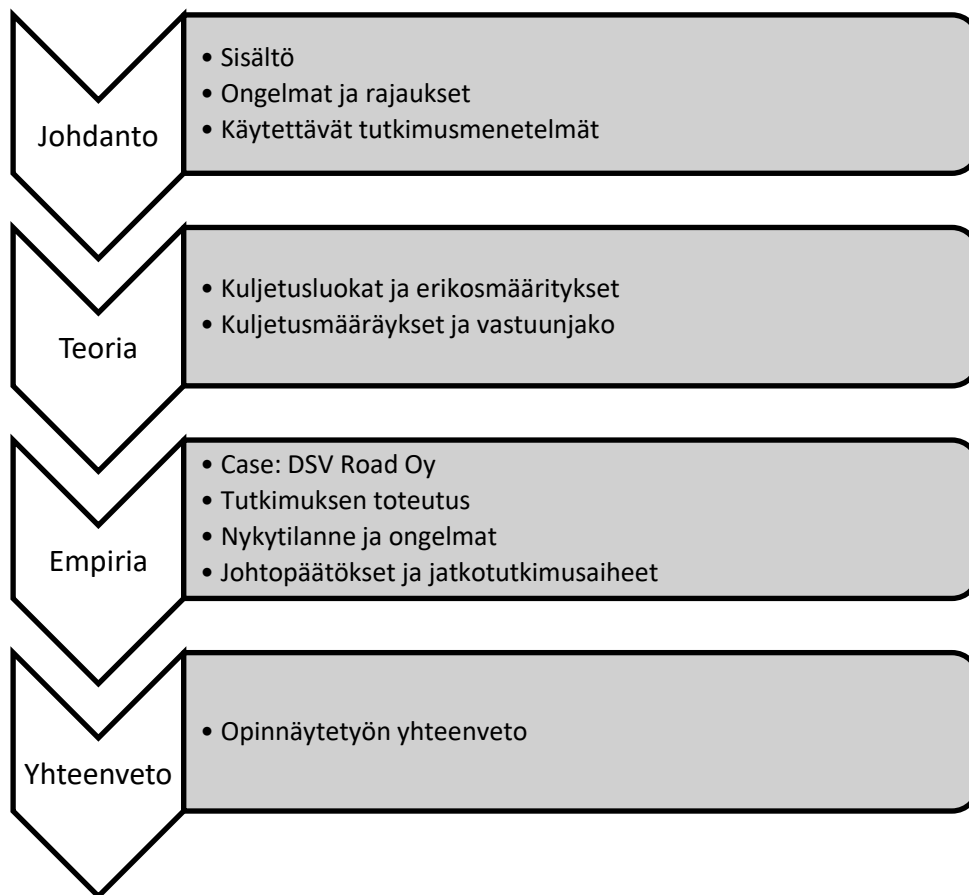 Johdanto
• Sisältö
• Ongelmat ja rajaukset
• Käytettävät tutkimusmenetelmät
Teoria
• Kuljetusluokat ja erikosmääritykset
• Kuljetusmääräykset ja vastuunjako
Empiria
• Case: DSV Road Oy
• Tutkimuksen toteutus
• Nykytilanne ja ongelmat
• Johtopäätökset ja jatkotutkimusaiheet
Yhteenveto
• Opinnäytetyön yhteenveto